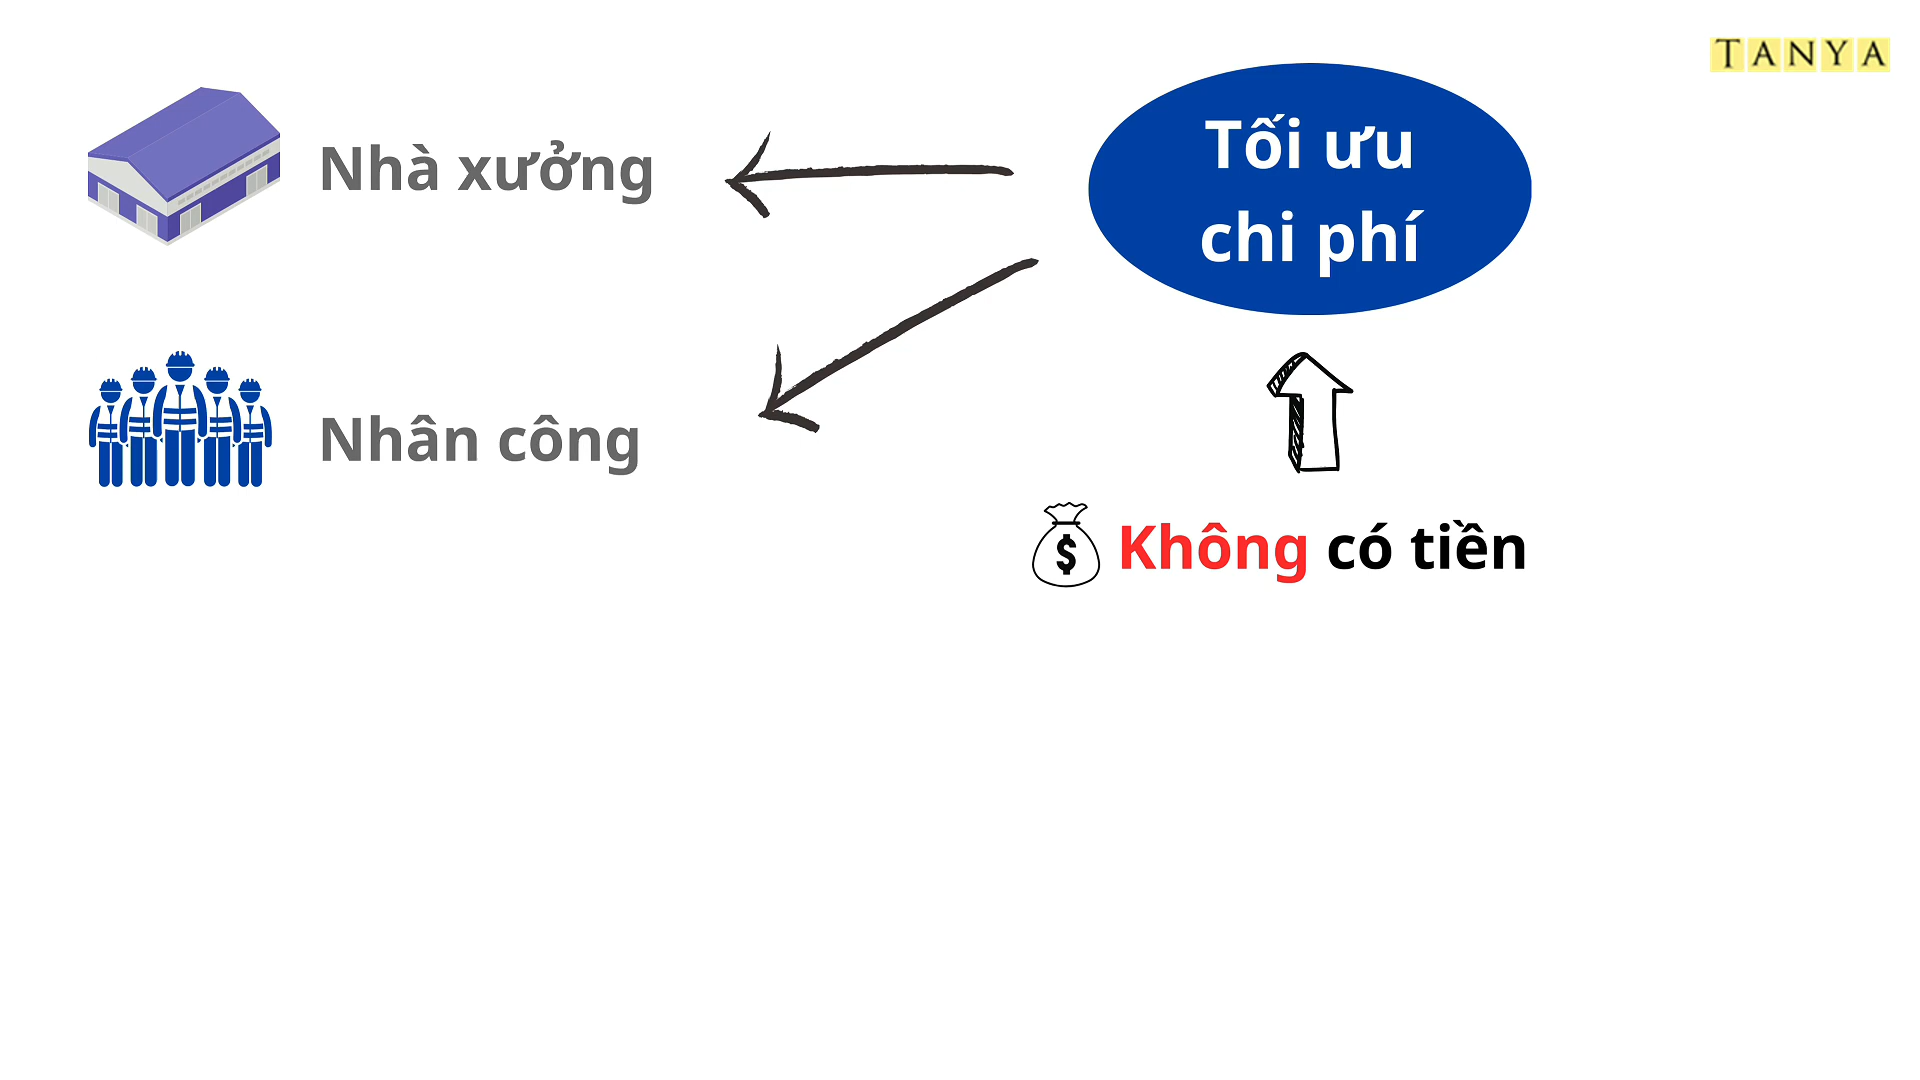 TANYA
Nhà xưởng
Tối ưu
chi phí
Nhân công
$ Không có tiền